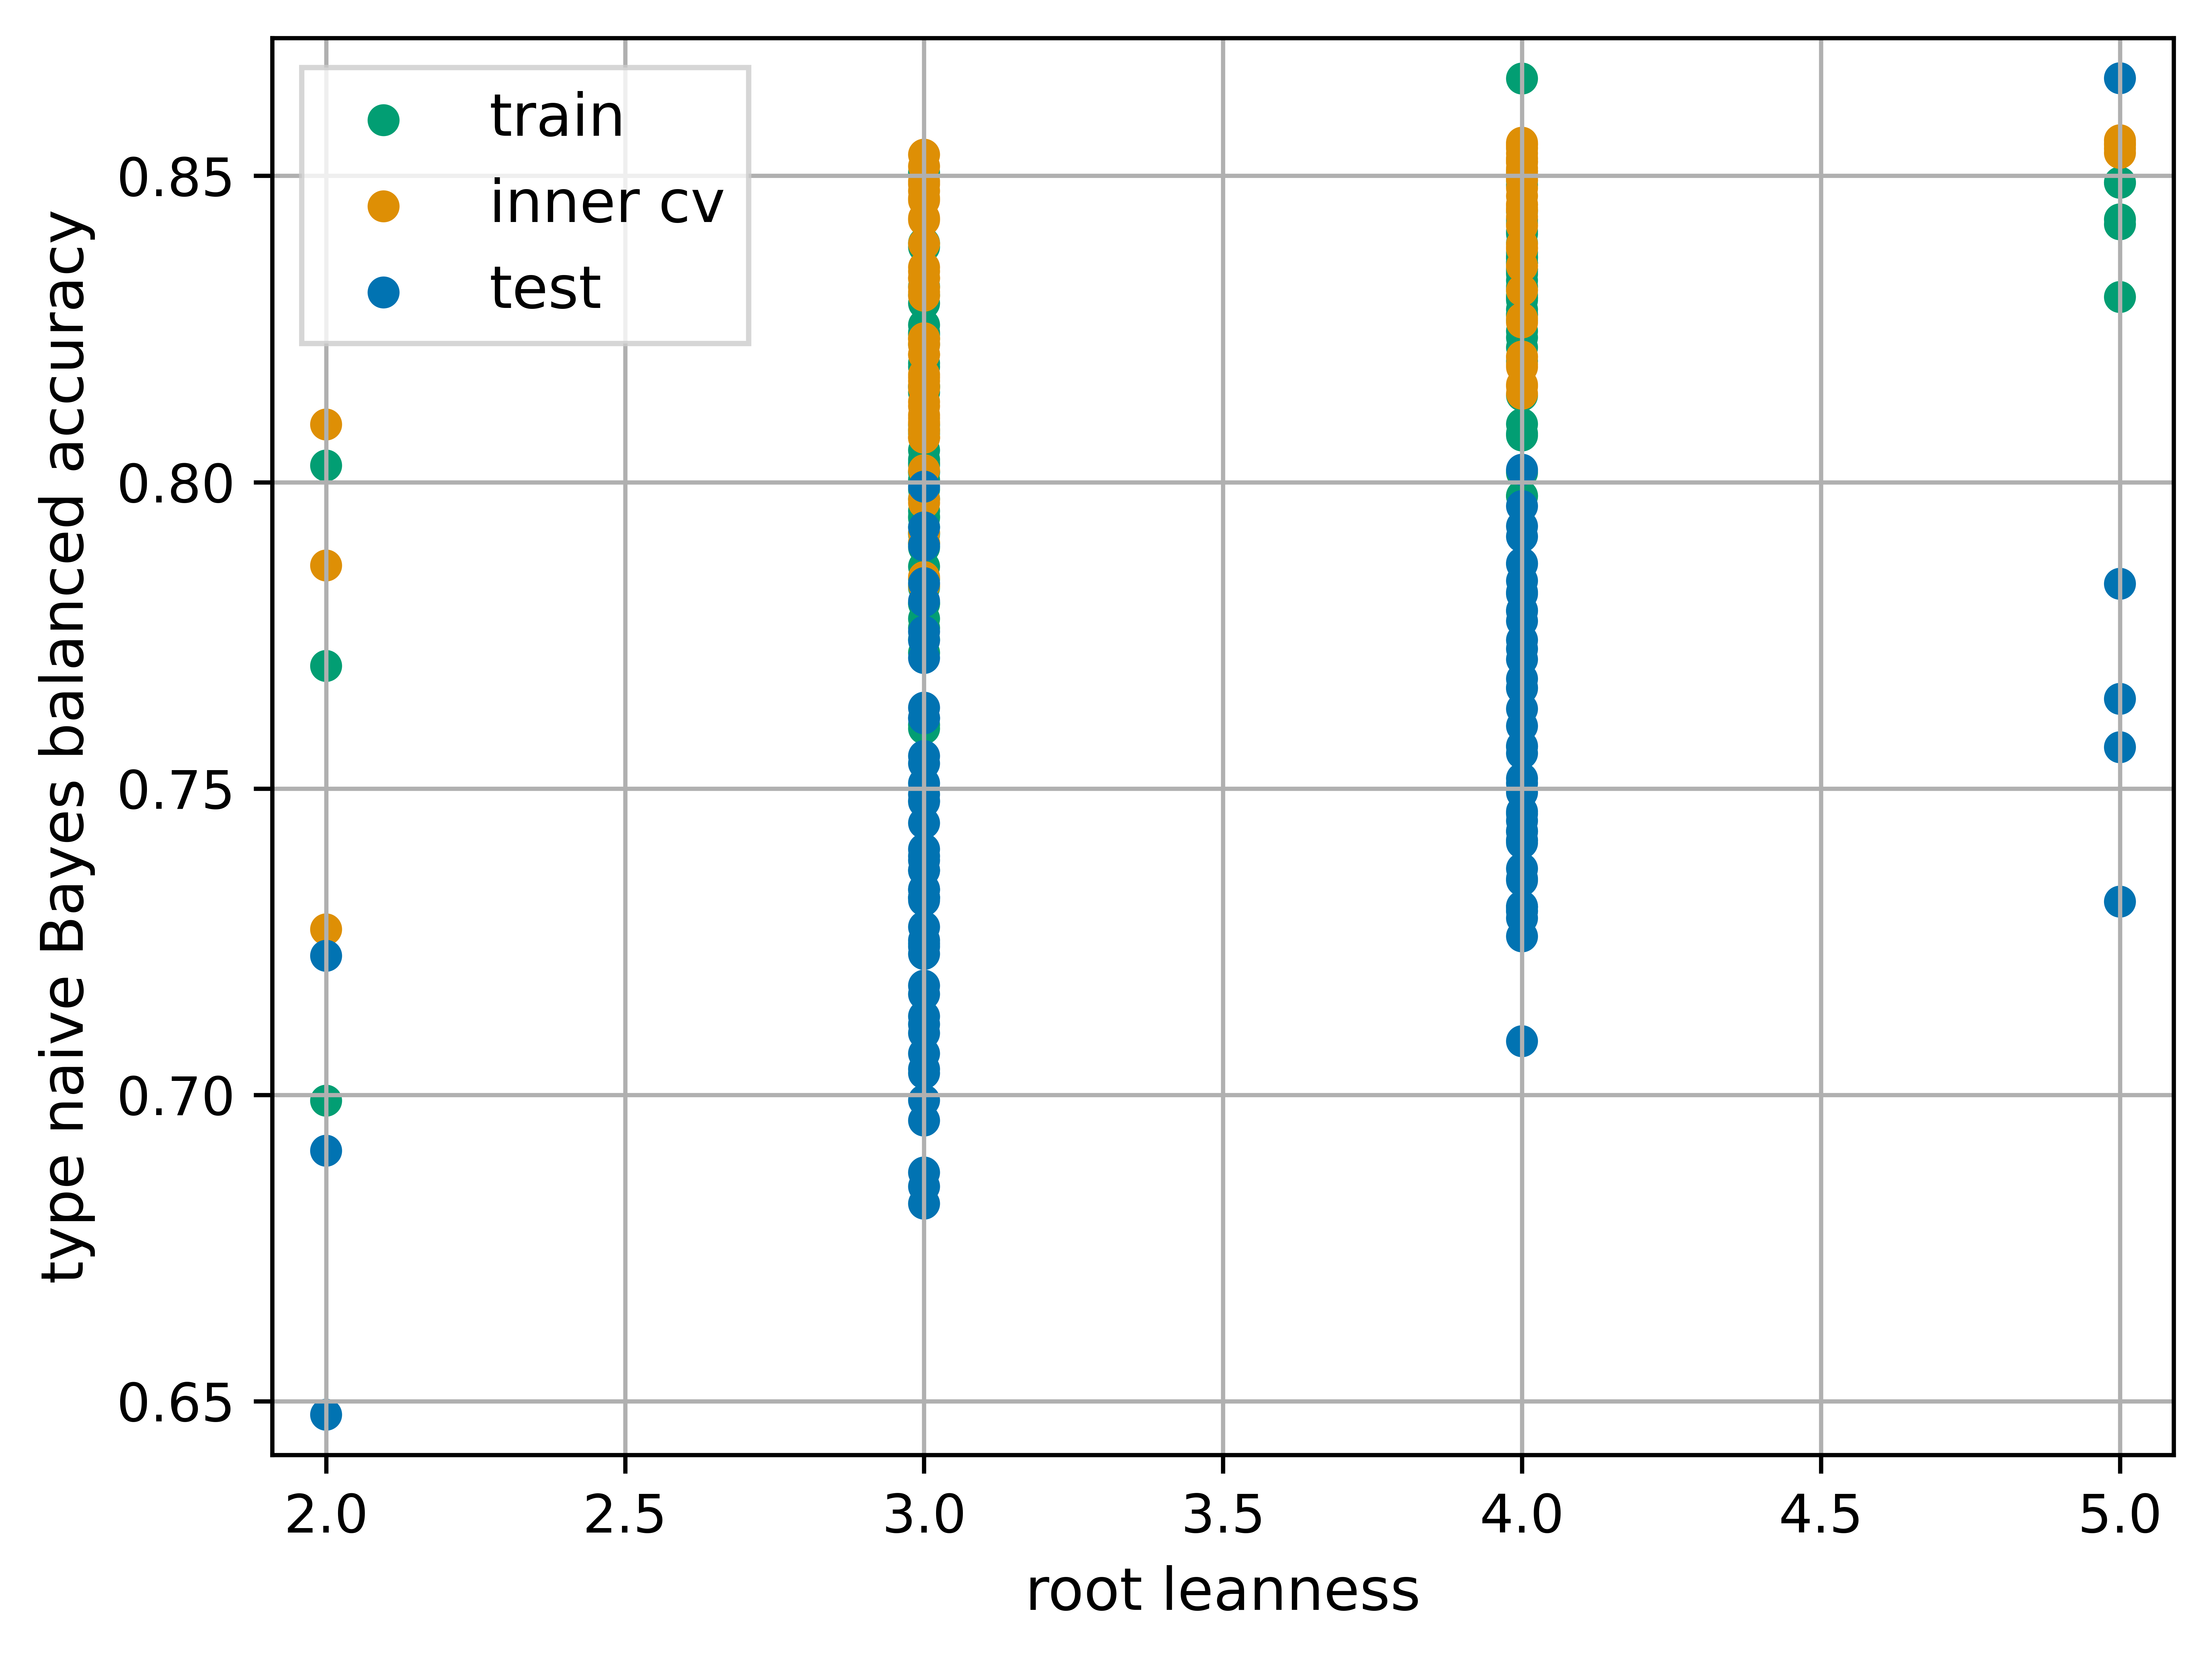 train
inner cv
test
0.85
0.80
0.75
0.70
0.65
type naive Bayes balanced accuracy
2.0 2.5 3.0 3.5 4.0 4.5 5.0
root leanness